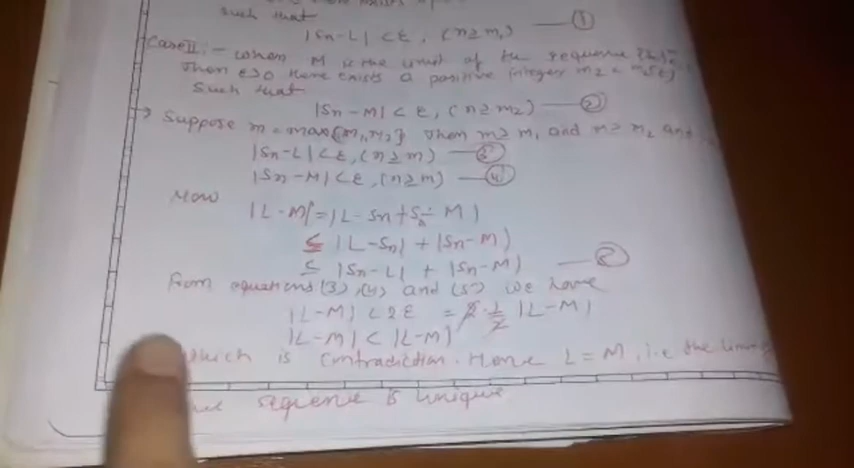 such that
|Sn-L| < ε, (n ≥ m1) — ①
Case II :- when M is the limit of the sequence
then ε>0 there exists a positive integer m2 = m2(ε)
Such that
|Sn - M| < ε, (n ≥ m2) — ②
→ Suppose m = max{m1, m2} then m ≥ m1 and m ≥ m2 and
|Sn-L| < ε, (n ≥ m) — ③
|Sn-M| < ε, (n ≥ m) — ④
Now
|L-M| = |L-Sn+Sn-M|
≤ |L-Sn| + |Sn-M|
≤ |Sn-L| + |Sn-M| — ⑤
From equations (3), (4) and (5) we have
|L-M| < 2ε = 2·1/2 |L-M|
|L-M| < |L-M|
which is contradiction. Hence L = M, i.e the
sequence is unique